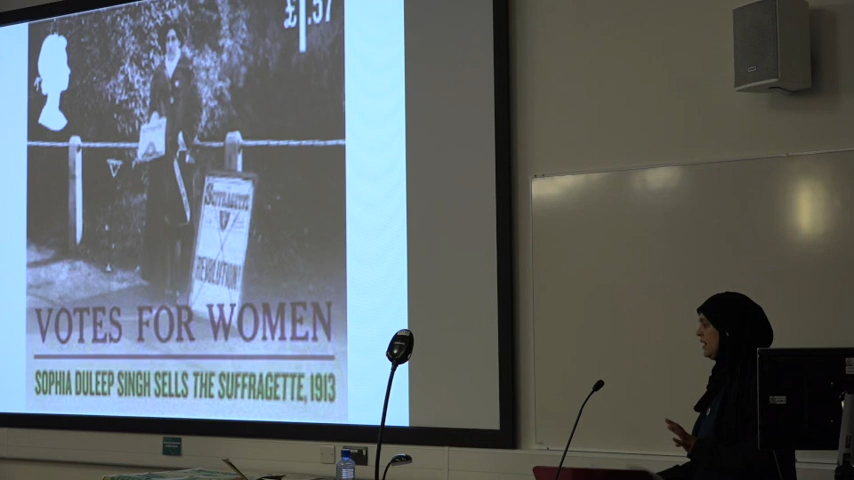 £1.57
SUFFRAGETTE
REVOLUTION!
VOTES FOR WOMEN
SOPHIA DULEEP SINGH SELLS THE SUFFRAGETTE, 1913